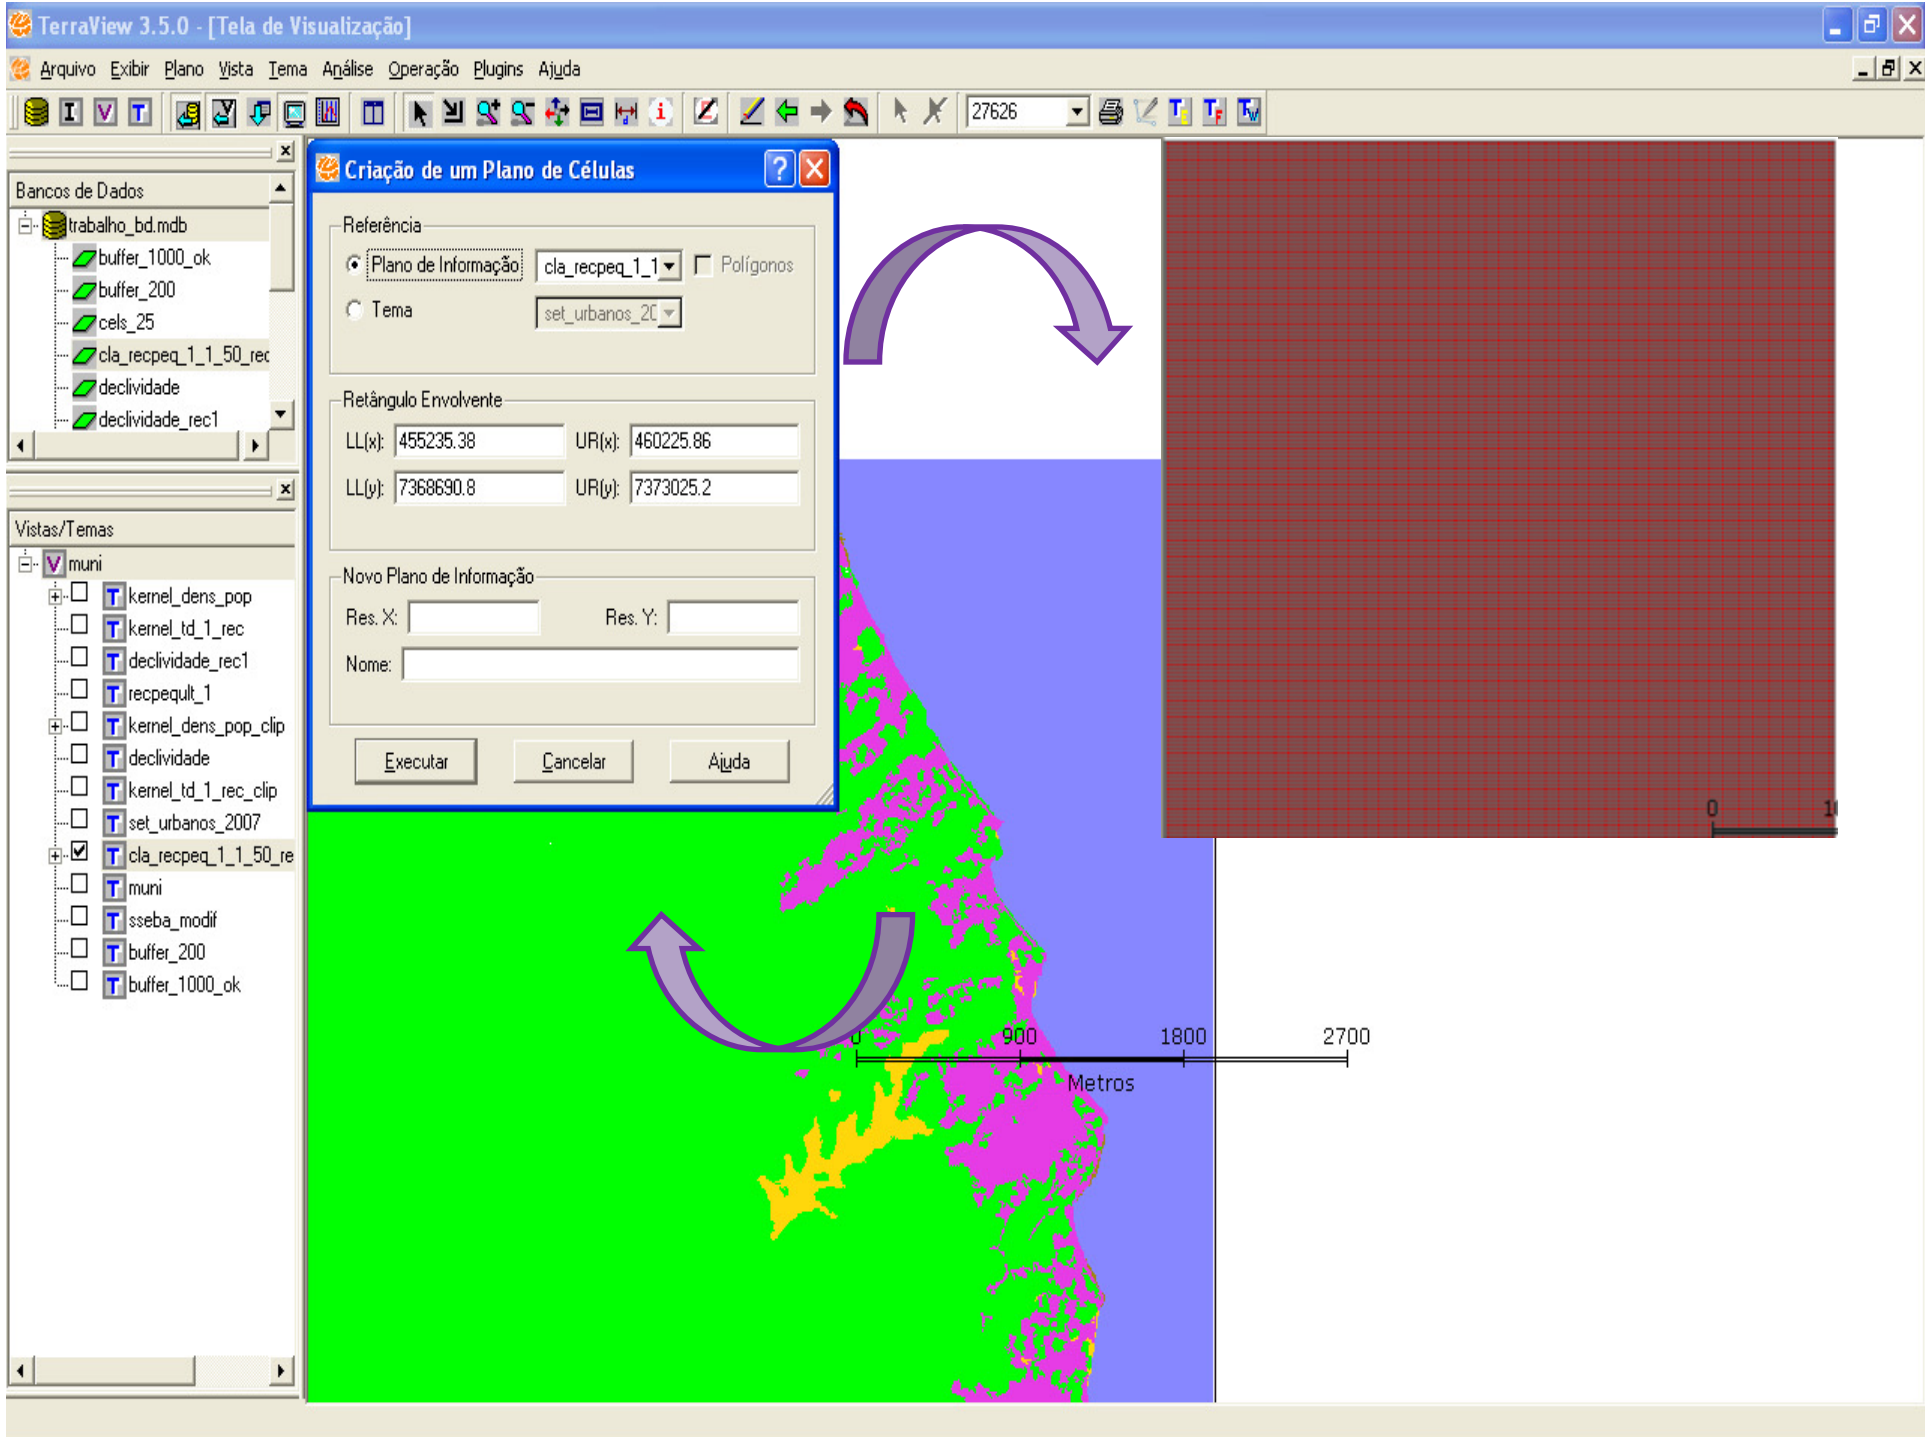 TerraView 3.5.0 - [Tela de Visualização]
Arquivo Exibir Plano Vista Tema Análise Operação Plugins Ajuda
27626
Bancos de Dados
trabalho_bd.mdb
buffer_1000_ok
buffer_200
cels_25
cla_recpeq_1_1_50_rec
declividade
declividade_rec1
Vistas/Temas
muni
kernel_dens_pop
kernel_td_1_rec
declividade_rec1
recpeqult_1
kernel_dens_pop_clip
declividade
kernel_td_1_rec_clip
set_urbanos_2007
cla_recpeq_1_1_50_re
muni
sseba_modif
buffer_200
buffer_1000_ok
Criação de um Plano de Células
Referência
Plano de Informação cla_recpeq_1_1 Polígonos
Tema set_urbanos_20
Retângulo Envolvente
LL(x): 455235.38 UR(x): 460225.86
LL(y): 7368690.8 UR(y): 7373025.2
Novo Plano de Informação
Res. X: Res. Y:
Nome:
Executar Cancelar Ajuda
0
0 900 1800 2700
Metros